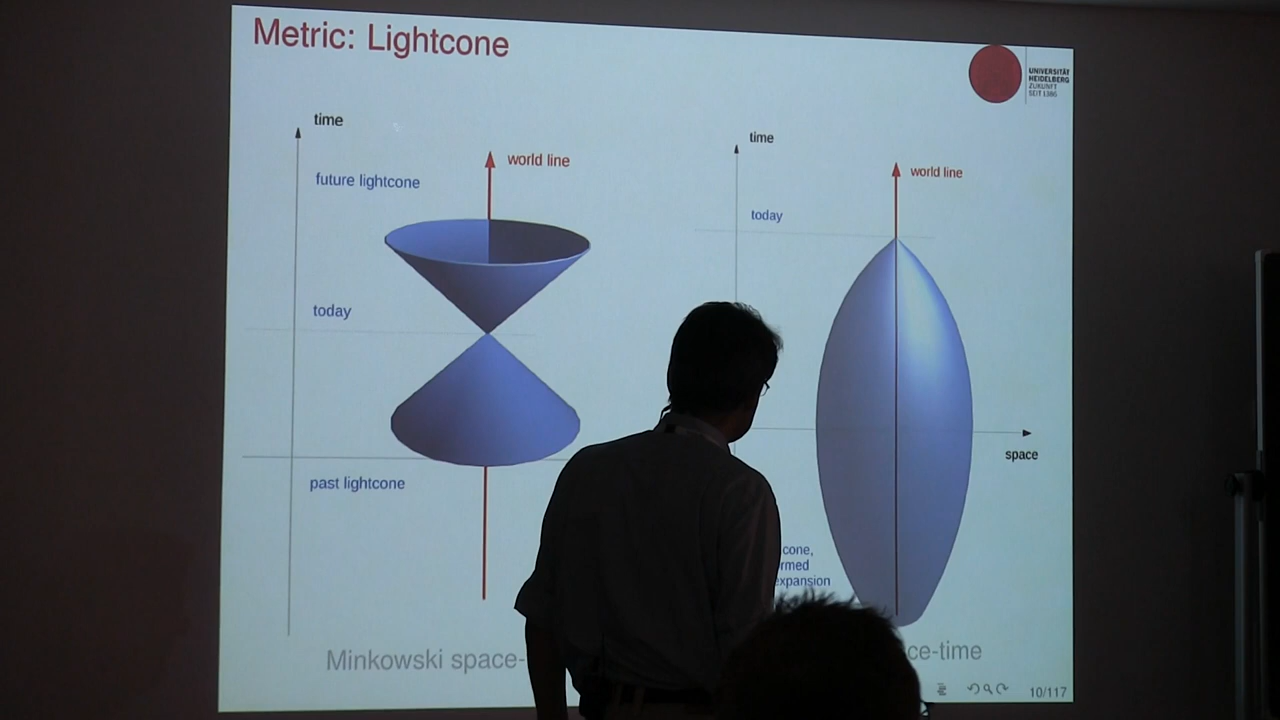 Metric: Lightcone
UNIVERSITÄT
HEIDELBERG
ZUKUNFT
SEIT 1386
time
world line
future lightcone
today
past lightcone
Minkowski space-
time
world line
today
space
cone,
rmed
expansion
ce-time
10/117